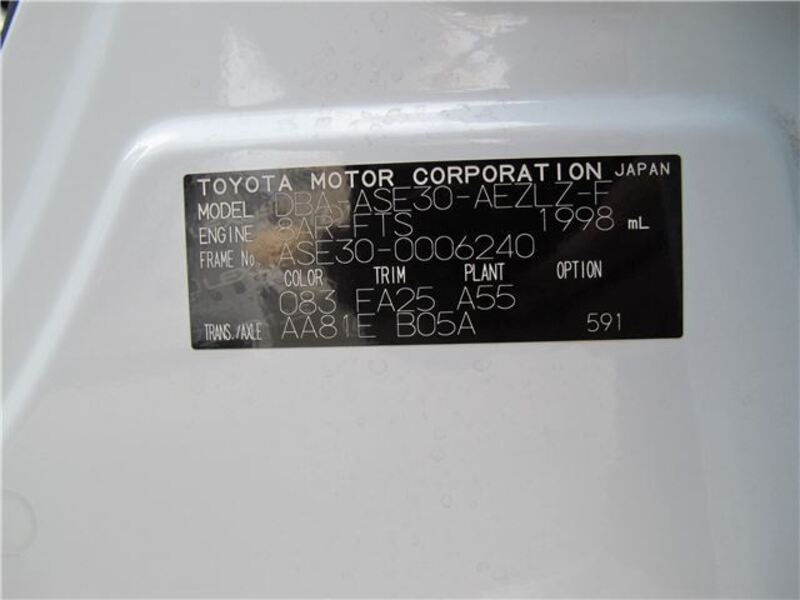 TOYOTA MOTOR CORPORATION JAPAN
MODEL DBA-ASE30-AEZLZ-F
ENGINE 8AR-FTS 1998 mL
FRAME No. ASE30-0006240
COLOR TRIM PLANT OPTION
083 EA25 A55
TRANS./AXLE AA81E B05A 591